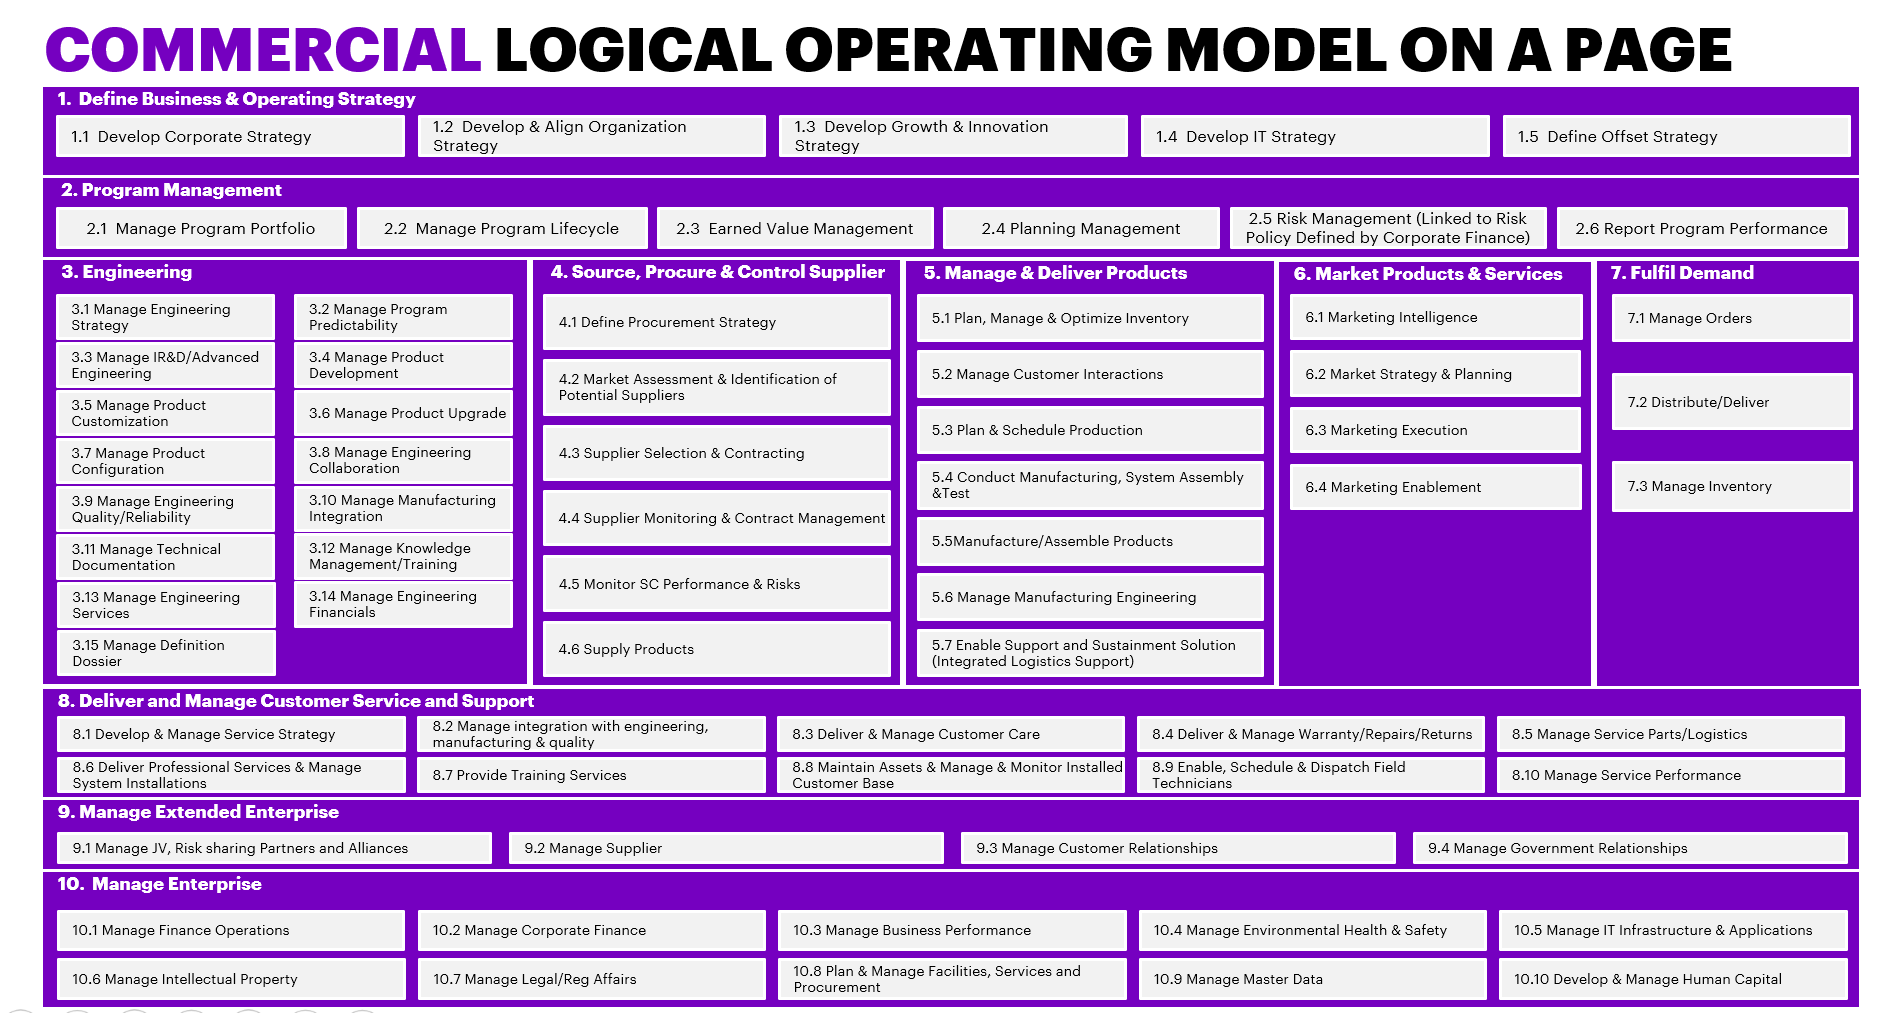 COMMERCIAL LOGICAL OPERATING MODEL ON A PAGE
1. Define Business & Operating Strategy
1.1 Develop Corporate Strategy
1.2 Develop & Align Organization
Strategy
1.3 Develop Growth & Innovation
Strategy
1.4 Develop IT Strategy
1.5 Define Offset Strategy
2. Program Management
2.1 Manage Program Portfolio
2.2 Manage Program Lifecycle
2.3 Earned Value Management
2.4 Planning Management
2.5 Risk Management (Linked to Risk
Policy Defined by Corporate Finance)
2.6 Report Program Performance
3. Engineering
3.1 Manage Engineering
Strategy
3.2 Manage Program
Predictability
3.3 Manage IR&D/Advanced
Engineering
3.4 Manage Product
Development
3.5 Manage Product
Customization
3.6 Manage Product Upgrade
3.7 Manage Product
Configuration
3.8 Manage Engineering
Collaboration
3.9 Manage Engineering
Quality/Reliability
3.10 Manage Manufacturing
Integration
3.11 Manage Technical
Documentation
3.12 Manage Knowledge
Management/Training
3.13 Manage Engineering
Services
3.14 Manage Engineering
Financials
3.15 Manage Definition
Dossier
4. Source, Procure & Control Supplier
4.1 Define Procurement Strategy
4.2 Market Assessment & Identification of
Potential Suppliers
4.3 Supplier Selection & Contracting
4.4 Supplier Monitoring & Contract Management
4.5 Monitor SC Performance & Risks
4.6 Supply Products
5. Manage & Deliver Products
5.1 Plan, Manage & Optimize Inventory
5.2 Manage Customer Interactions
5.3 Plan & Schedule Production
5.4 Conduct Manufacturing, System Assembly
&Test
5.5Manufacture/Assemble Products
5.6 Manage Manufacturing Engineering
5.7 Enable Support and Sustainment Solution
(Integrated Logistics Support)
6. Market Products & Services
6.1 Marketing Intelligence
6.2 Market Strategy & Planning
6.3 Marketing Execution
6.4 Marketing Enablement
7. Fulfil Demand
7.1 Manage Orders
7.2 Distribute/Deliver
7.3 Manage Inventory
8. Deliver and Manage Customer Service and Support
8.1 Develop & Manage Service Strategy
8.2 Manage integration with engineering,
manufacturing & quality
8.3 Deliver & Manage Customer Care
8.4 Deliver & Manage Warranty/Repairs/Returns
8.5 Manage Service Parts/Logistics
8.6 Deliver Professional Services & Manage
System Installations
8.7 Provide Training Services
8.8 Maintain Assets & Manage & Monitor Installed
Customer Base
8.9 Enable, Schedule & Dispatch Field
Technicians
8.10 Manage Service Performance
9. Manage Extended Enterprise
9.1 Manage JV, Risk sharing Partners and Alliances
9.2 Manage Supplier
9.3 Manage Customer Relationships
9.4 Manage Government Relationships
10. Manage Enterprise
10.1 Manage Finance Operations
10.2 Manage Corporate Finance
10.3 Manage Business Performance
10.4 Manage Environmental Health & Safety
10.5 Manage IT Infrastructure & Applications
10.6 Manage Intellectual Property
10.7 Manage Legal/Reg Affairs
10.8 Plan & Manage Facilities, Services and
Procurement
10.9 Manage Master Data
10.10 Develop & Manage Human Capital